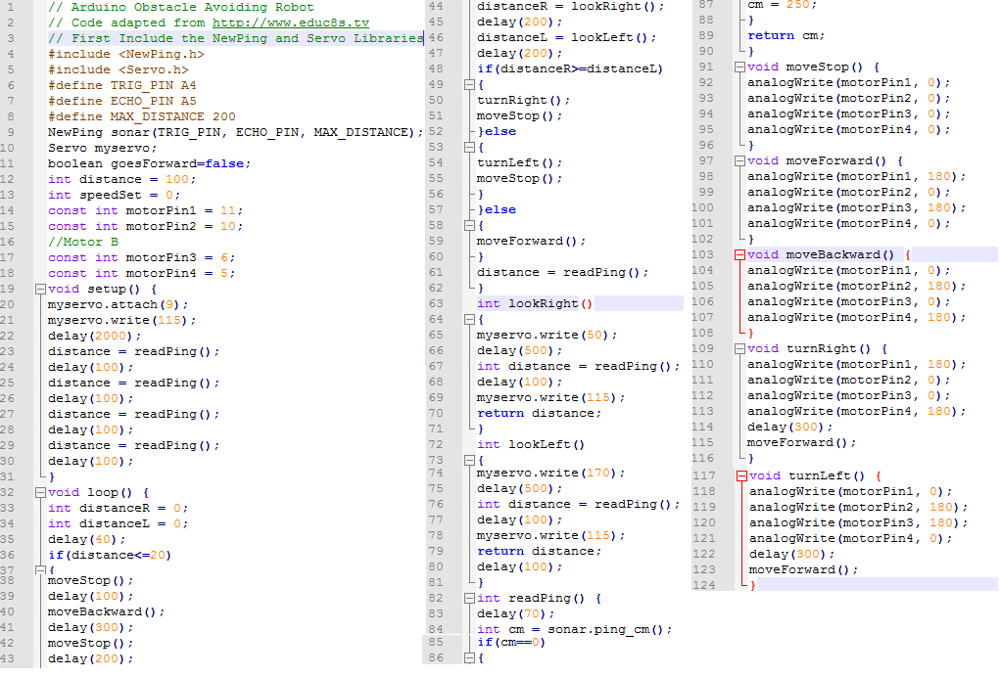 1 // Arduino Obstacle Avoiding Robot
2 // Code adapted from http://www.educ8s.tv
3 // First Include the NewPing and Servo Libraries
4 #include <NewPing.h>
5 #include <Servo.h>
6 #define TRIG_PIN A4
7 #define ECHO_PIN A5
8 #define MAX_DISTANCE 200
9 NewPing sonar(TRIG_PIN, ECHO_PIN, MAX_DISTANCE);
10 Servo myservo;
11 boolean goesForward=false;
12 int distance = 100;
13 int speedSet = 0;
14 const int motorPin1 = 11;
15 const int motorPin2 = 10;
16 //Motor B
17 const int motorPin3 = 6;
18 const int motorPin4 = 5;
19 void setup() {
20 myservo.attach(9);
21 myservo.write(115);
22 delay(2000);
23 distance = readPing();
24 delay(100);
25 distance = readPing();
26 delay(100);
27 distance = readPing();
28 delay(100);
29 distance = readPing();
30 delay(100);
31 }
32 void loop() {
33 int distanceR = 0;
34 int distanceL = 0;
35 delay(40);
36 if(distance<=20)
37 {
38 moveStop();
39 delay(100);
40 moveBackward();
41 delay(300);
42 moveStop();
43 delay(200);
44 distanceR = lookRight();
45 delay(200);
46 distanceL = lookLeft();
47 delay(200);
48 if(distanceR>=distanceL)
49 {
50 turnRight();
51 moveStop();
52 }else
53 {
54 turnLeft();
55 moveStop();
56 }
57 }else
58 {
59 moveForward();
60 }
61 distance = readPing();
62 }
63 int lookRight()
64 {
65 myservo.write(50);
66 delay(500);
67 int distance = readPing();
68 delay(100);
69 myservo.write(115);
70 return distance;
71 }
72 int lookLeft()
73 {
74 myservo.write(170);
75 delay(500);
76 int distance = readPing();
77 delay(100);
78 myservo.write(115);
79 return distance;
80 delay(100);
81 }
82 int readPing() {
83 delay(70);
84 int cm = sonar.ping_cm();
85 if(cm==0)
86 {
87 cm = 250;
88 }
89 return cm;
90 }
91 void moveStop() {
92 analogWrite(motorPin1, 0);
93 analogWrite(motorPin2, 0);
94 analogWrite(motorPin3, 0);
95 analogWrite(motorPin4, 0);
96 }
97 void moveForward() {
98 analogWrite(motorPin1, 180);
99 analogWrite(motorPin2, 0);
100 analogWrite(motorPin3, 180);
101 analogWrite(motorPin4, 0);
102 }
103 void moveBackward() {
104 analogWrite(motorPin1, 0);
105 analogWrite(motorPin2, 180);
106 analogWrite(motorPin3, 0);
107 analogWrite(motorPin4, 180);
108 }
109 void turnRight() {
110 analogWrite(motorPin1, 180);
111 analogWrite(motorPin2, 0);
112 analogWrite(motorPin3, 0);
113 analogWrite(motorPin4, 180);
114 delay(300);
115 moveForward();
116 }
117 void turnLeft() {
118 analogWrite(motorPin1, 0);
119 analogWrite(motorPin2, 180);
120 analogWrite(motorPin3, 180);
121 analogWrite(motorPin4, 0);
122 delay(300);
123 moveForward();
124 }